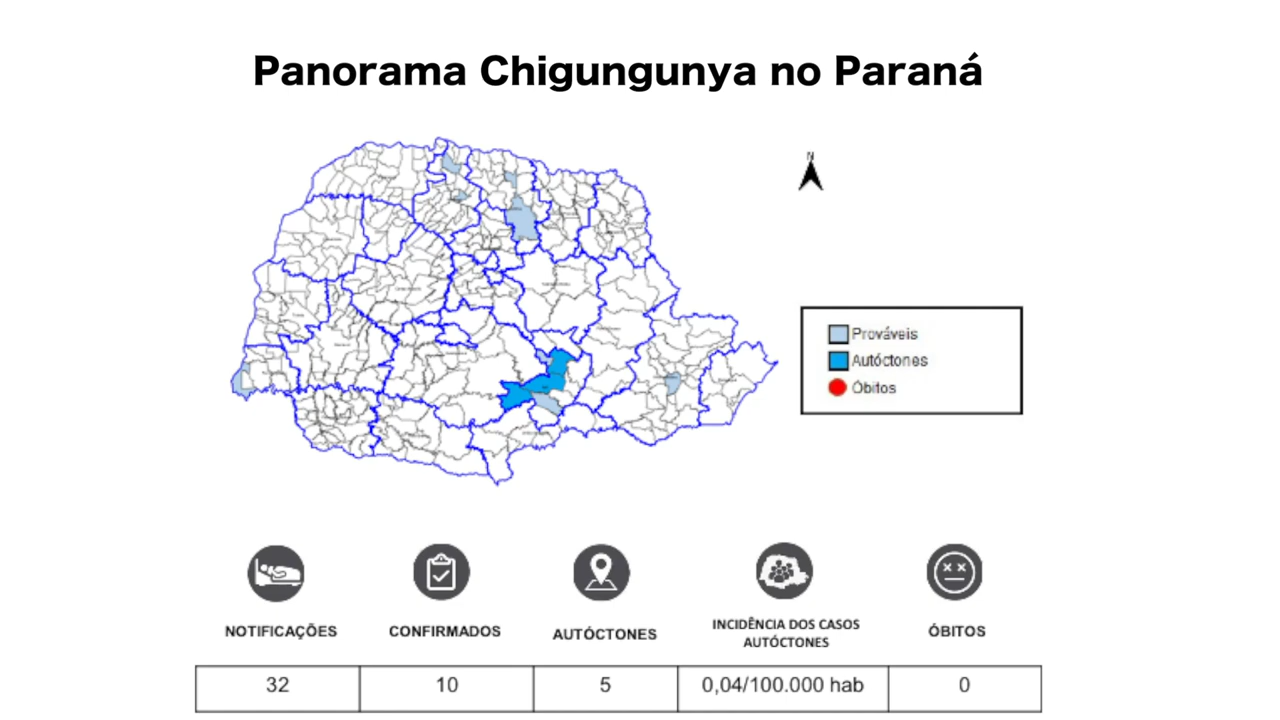 Panorama Chigungunya no Paraná
N
Prováveis
Autóctones
Óbitos
NOTIFICAÇÕES
CONFIRMADOS
AUTÓCTONES
INCIDÊNCIA DOS CASOS
AUTÓCTONES
ÓBITOS
32
10
5
0,04/100.000 hab
0